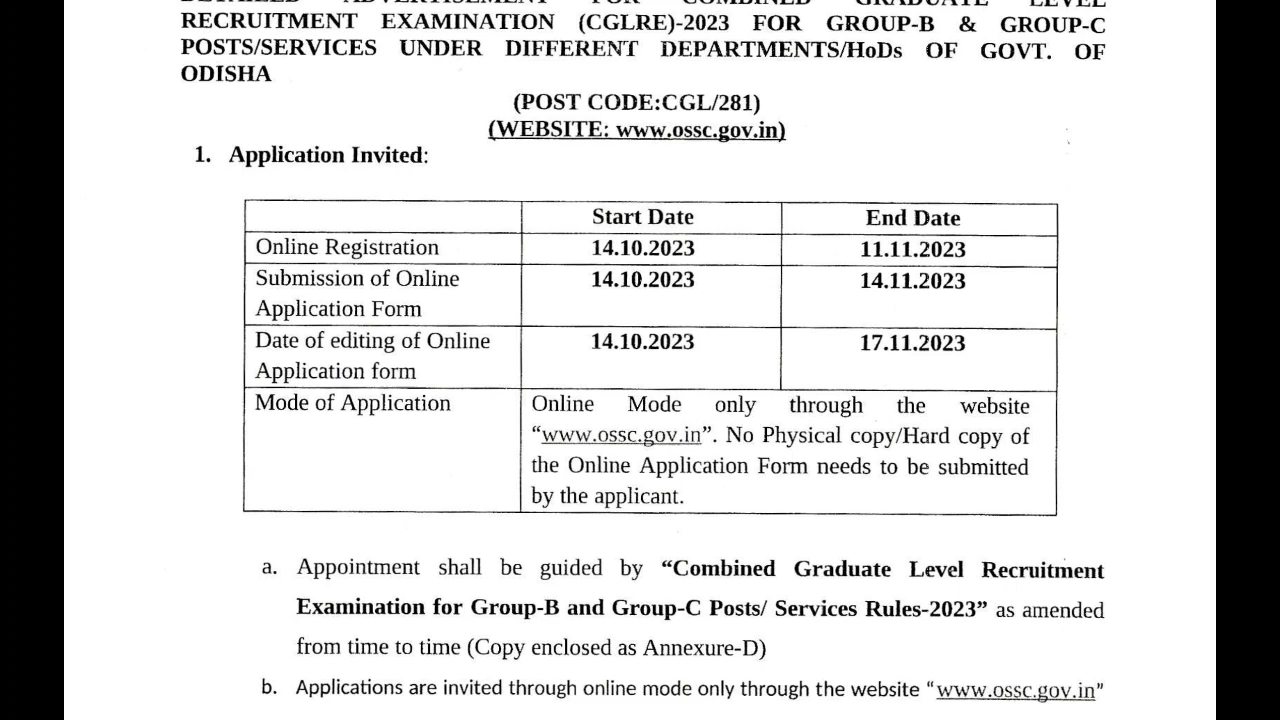 DETAILED ADVERTISEMENT FOR COMBINED GRADUATE LEVEL
RECRUITMENT EXAMINATION (CGLRE)-2023 FOR GROUP-B & GROUP-C
POSTS/SERVICES UNDER DIFFERENT DEPARTMENTS/HoDs OF GOVT. OF
ODISHA
(POST CODE:CGL/281)
(WEBSITE: www.ossc.gov.in)
1. Application Invited:
Start Date End Date
Online Registration 14.10.2023 11.11.2023
Submission of Online 14.10.2023 14.11.2023
Application Form
Date of editing of Online 14.10.2023 17.11.2023
Application form
Mode of Application Online Mode only through the website
“www.ossc.gov.in”. No Physical copy/Hard copy of
the Online Application Form needs to be submitted
by the applicant.
a. Appointment shall be guided by “Combined Graduate Level Recruitment
Examination for Group-B and Group-C Posts/ Services Rules-2023” as amended
from time to time (Copy enclosed as Annexure-D)
b. Applications are invited through online mode only through the website “www.ossc.gov.in”